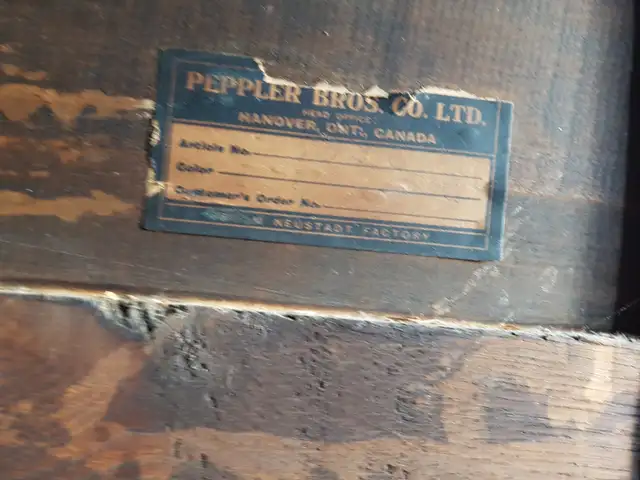 PEPPLER BROS. CO. LTD.
HEAD OFFICE:
HANOVER, ONT., CANADA
Article No.
Color
Customer's Order No.
NEUSTADT FACTORY